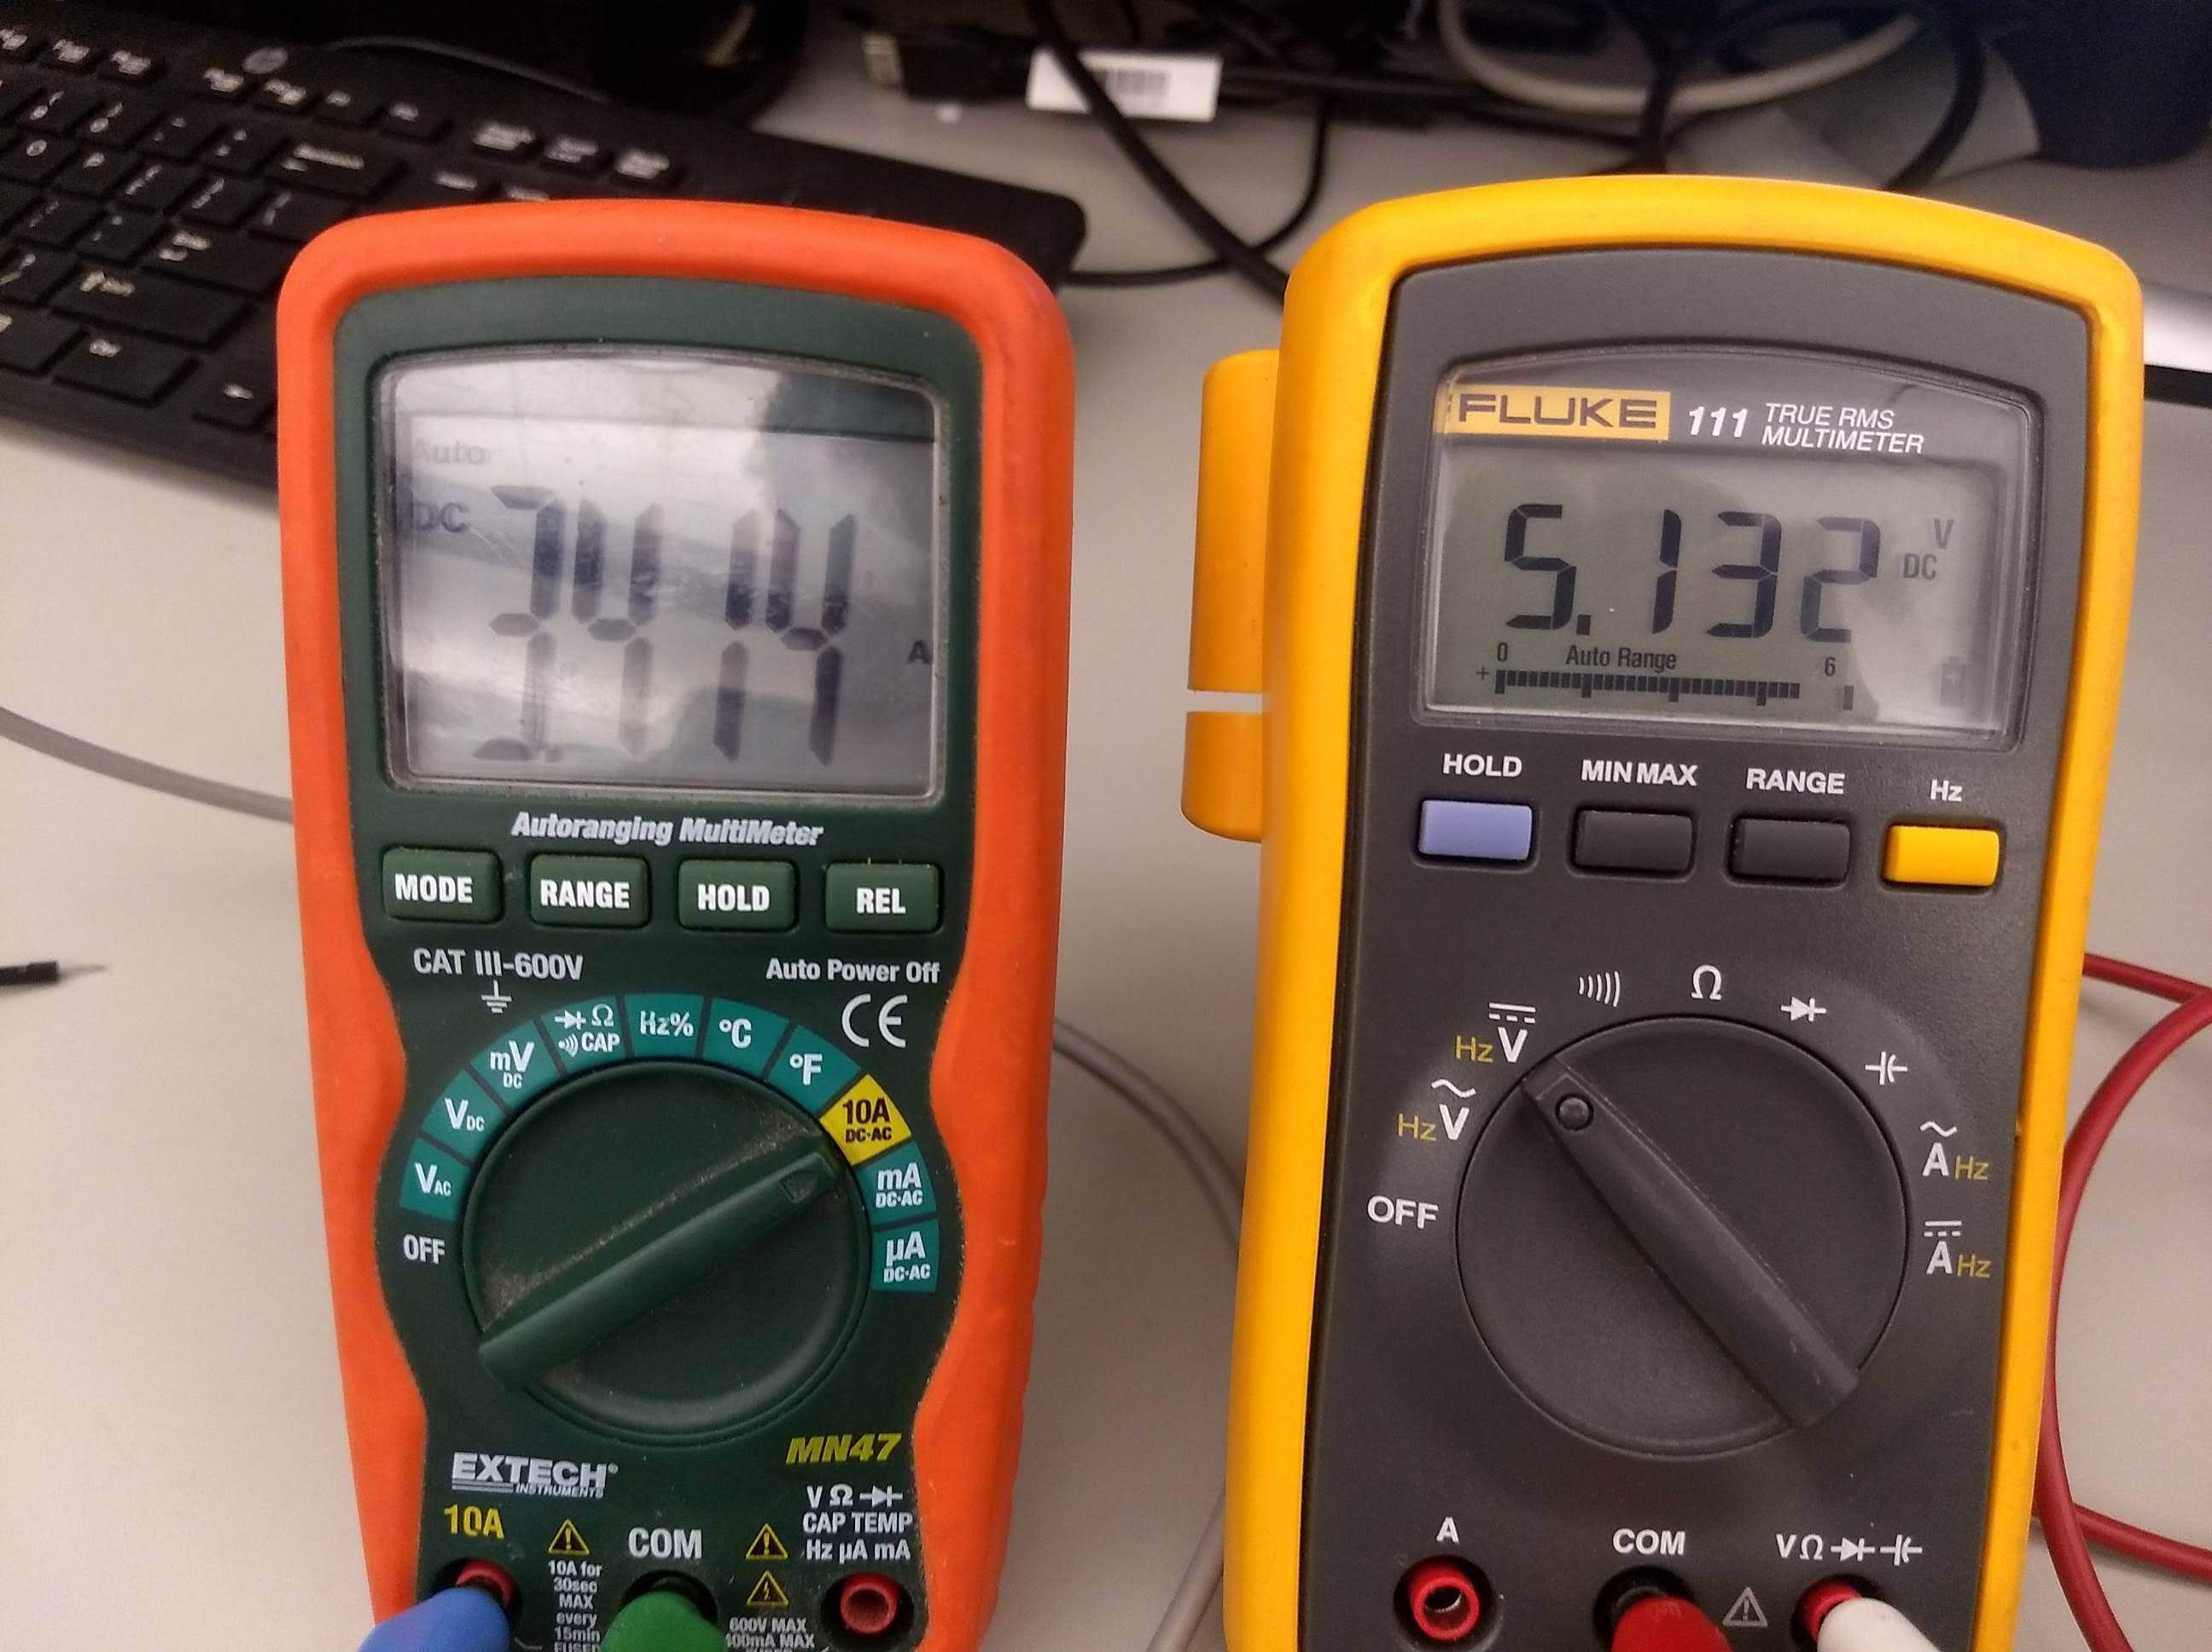 Auto
DC
3.414
A
Autoranging MultiMeter
MODE
RANGE
HOLD
REL
CAT III-600V
Auto Power Off
CE
OFF
VAC
VDC
mV
DC
Ω
CAP
Hz%
°C
°F
10A
DC·AC
mA
DC·AC
µA
DC·AC
MN47
EXTECH®
INSTRUMENTS
10A
10A for
30sec
MAX
every
15min
FUSED
COM
V Ω
CAP TEMP
Hz µA mA
600V MAX
400mA MAX
FLUKE
111 TRUE RMS
MULTIMETER
5.132
V
DC
0 Auto Range 6
+
HOLD
MIN MAX
RANGE
Hz
OFF
Hz V
Hz V
Ω
A Hz
A Hz
A
COM
V Ω